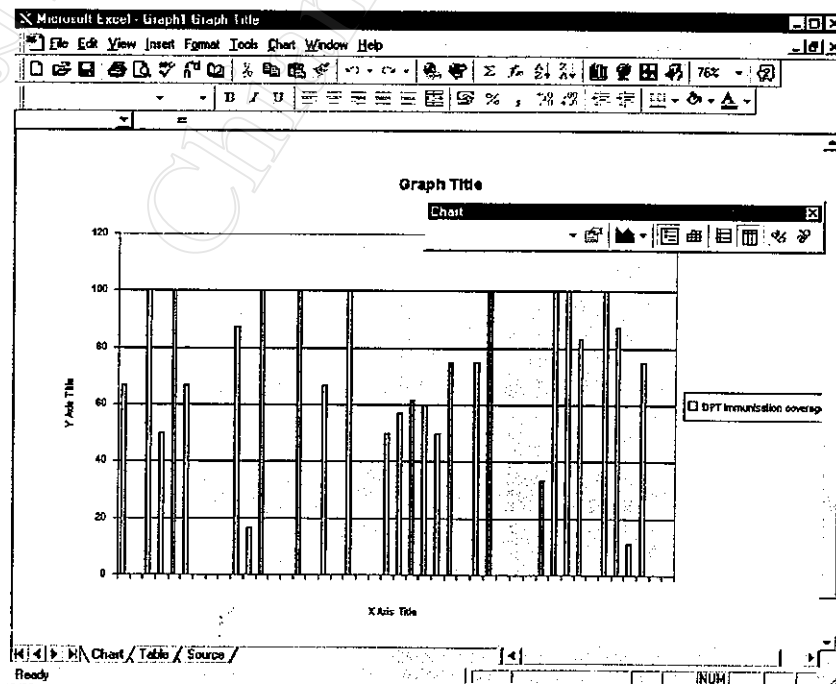 Microsoft Excel - Graph1 Graph Title
File Edit View Insert Format Tools Chart Window Help
76%
B I U
% ,
=
Graph Title
Chart
120
100
80
60
40
20
0
Y Axis Title
DPT Immunisation coverage
X Axis Title
Chart / Table / Source
Ready
NUM